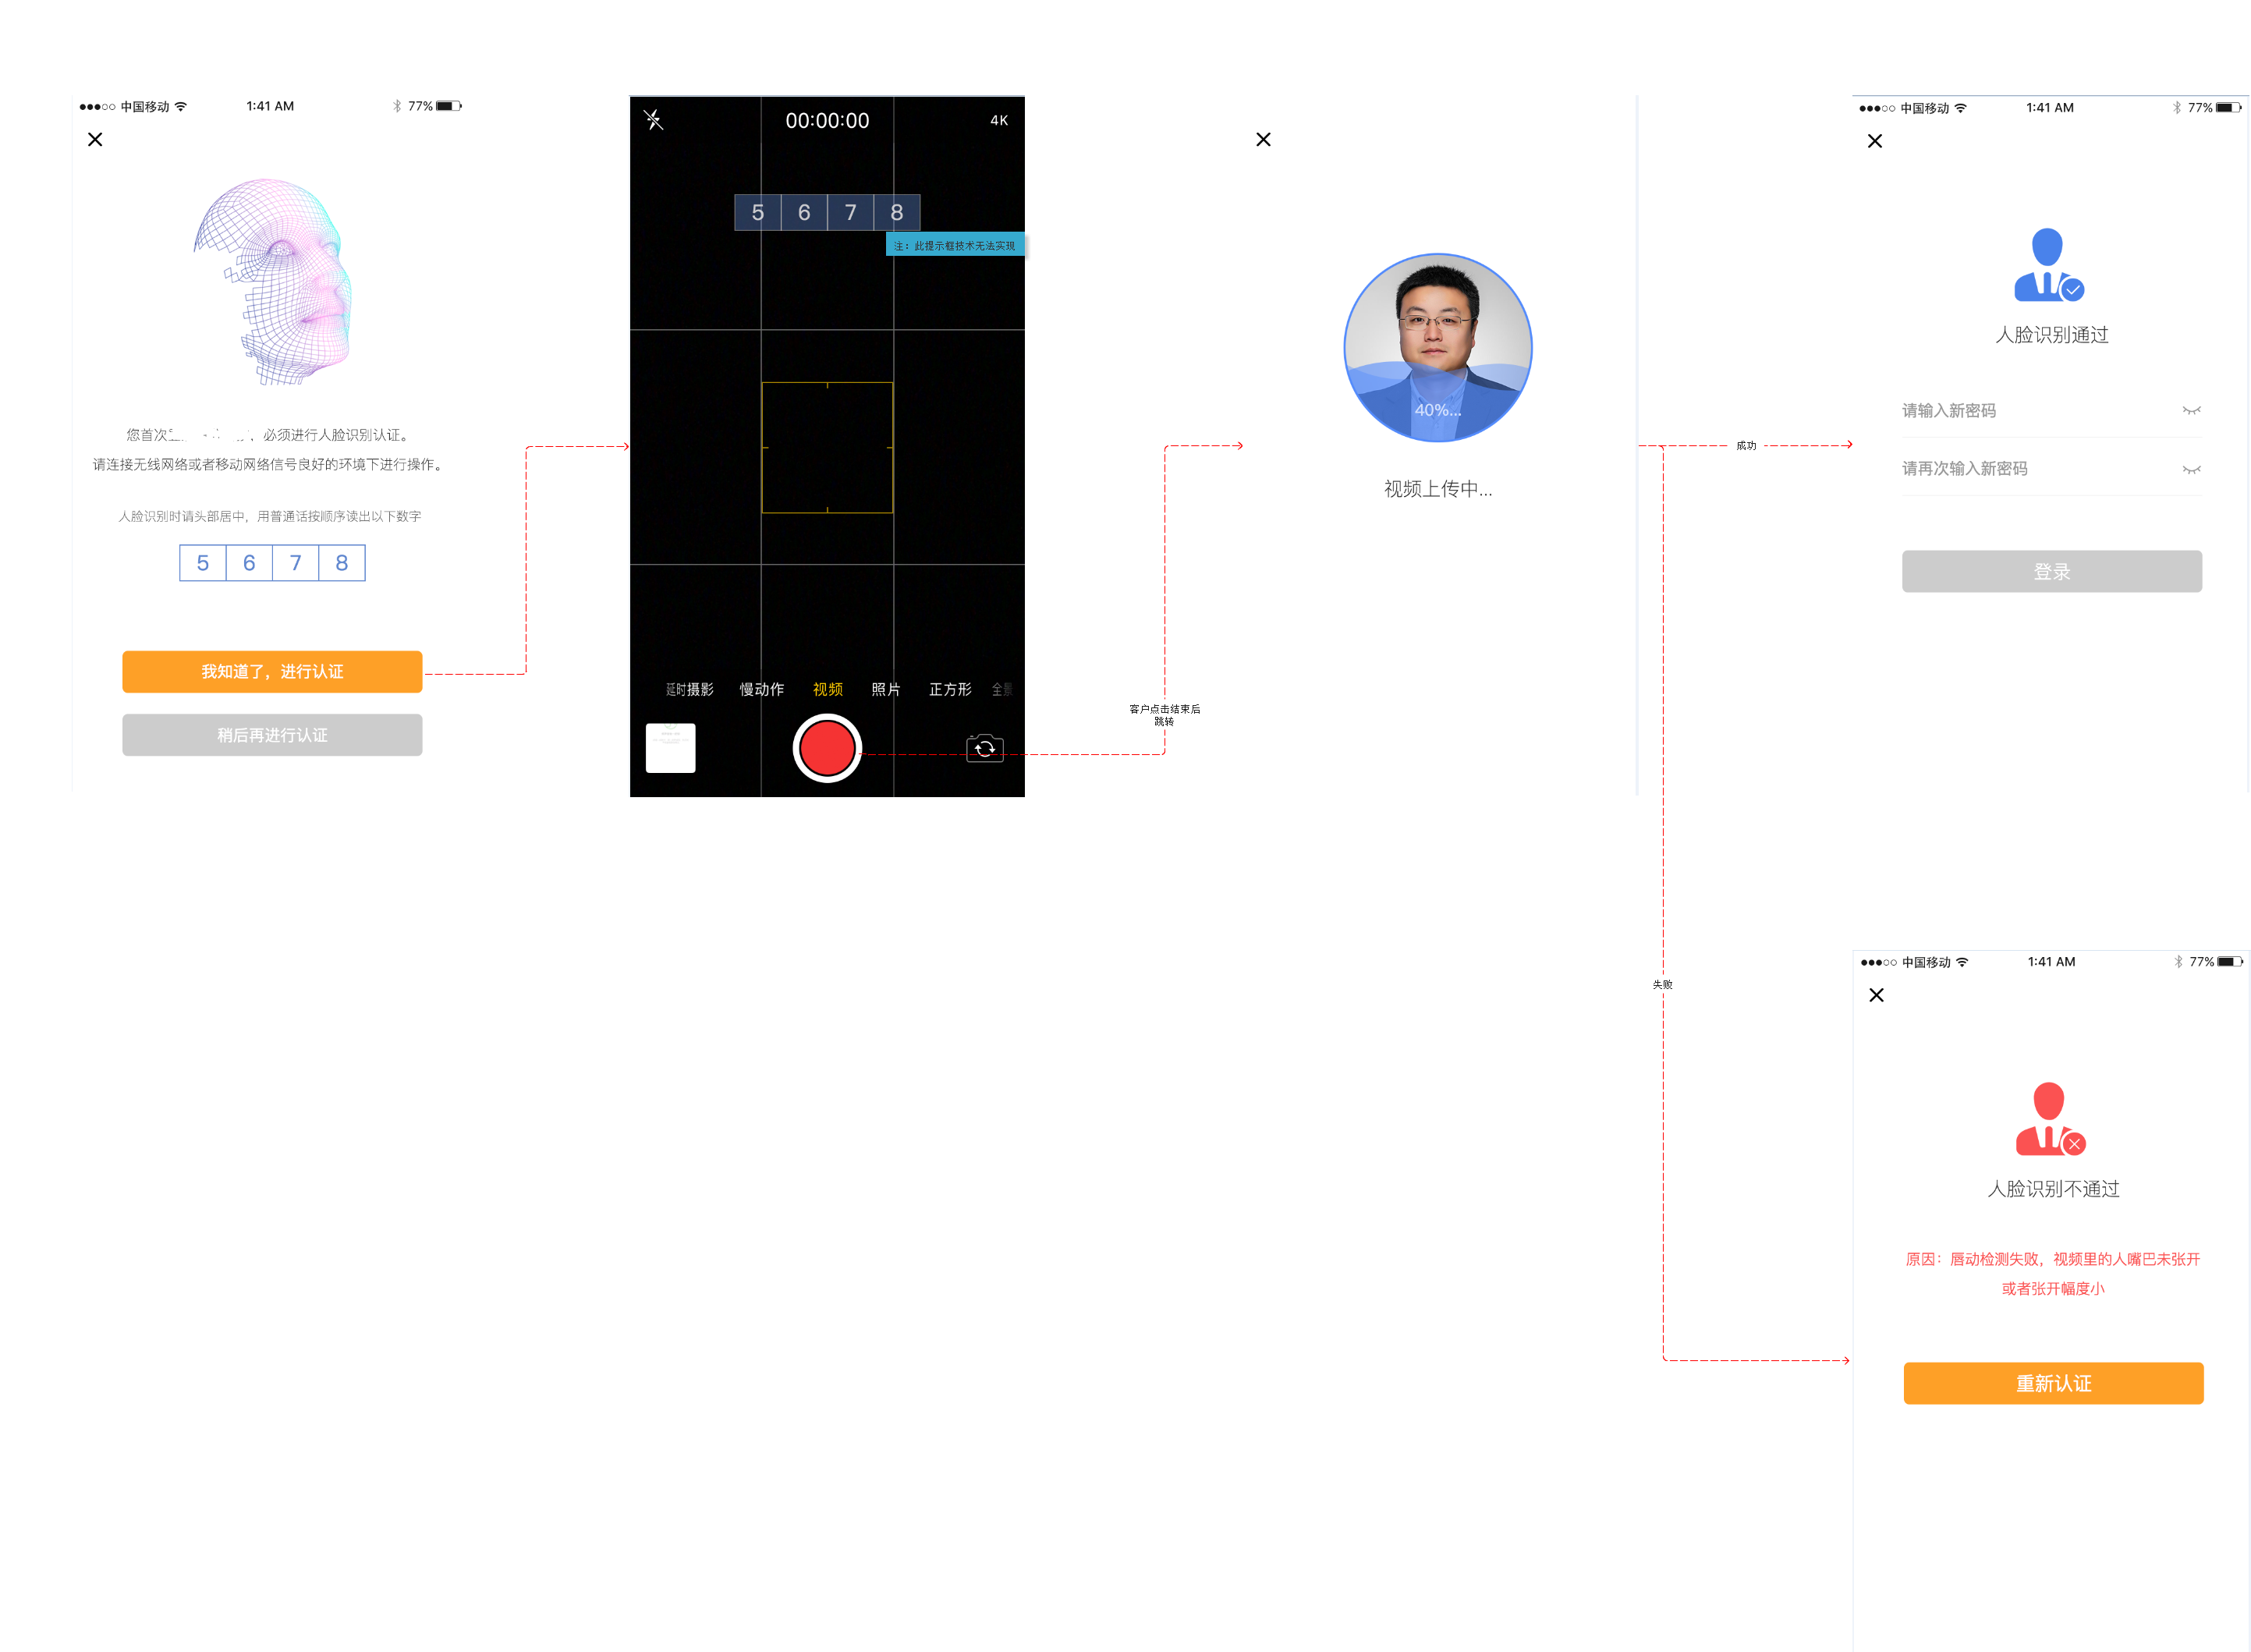 中国移动
1:41 AM
77%
您首次
，必须进行人脸识别认证。
请连接无线网络或者移动网络信号良好的环境下进行操作。
人脸识别时请头部居中，用普通话按顺序读出以下数字
5 6 7 8
我知道了，进行认证
稍后再进行认证
00:00:00
4K
5 6 7 8
注：此提示框技术无法实现
延时摄影 慢动作 视频 照片 正方形 全景
客户点击结束后
跳转
40%...
视频上传中...
成功
失败
中国移动
1:41 AM
77%
人脸识别通过
请输入新密码
请再次输入新密码
登录
中国移动
1:41 AM
77%
人脸识别不通过
原因：唇动检测失败，视频里的人嘴巴未张开
或者张开幅度小
重新认证